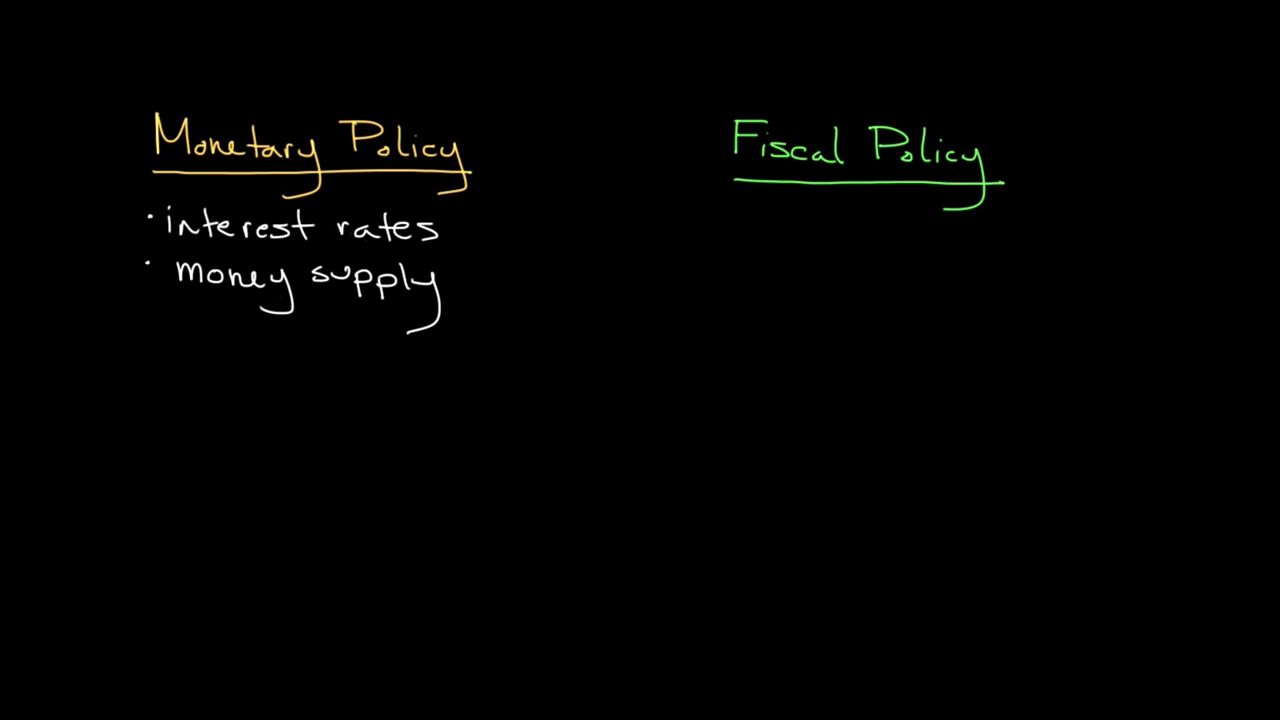 Monetary Policy
· interest rates
· money supply
Fiscal Policy